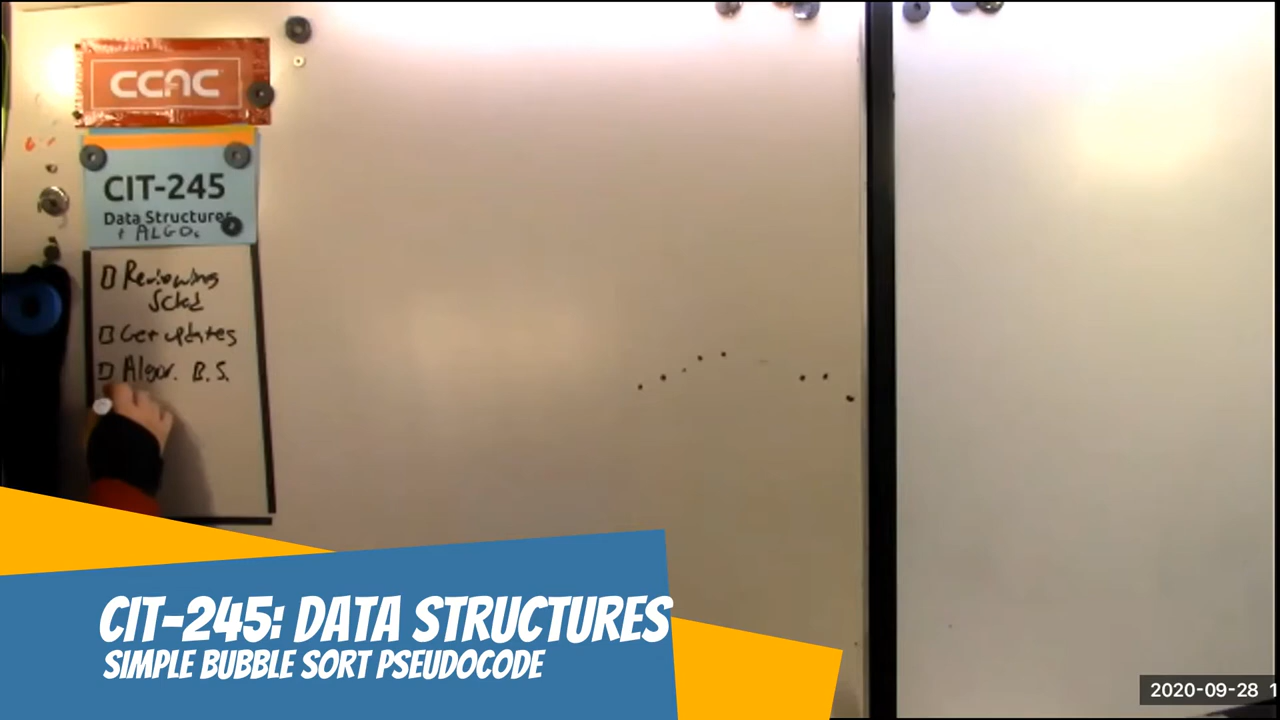 CCAC
CIT-245
Data Structures
+ ALGO.
Reviewing
Sched
Get updates
Algor. B.S.
CIT-245: DATA STRUCTURES
SIMPLE BUBBLE SORT PSEUDOCODE
2020-09-28 1